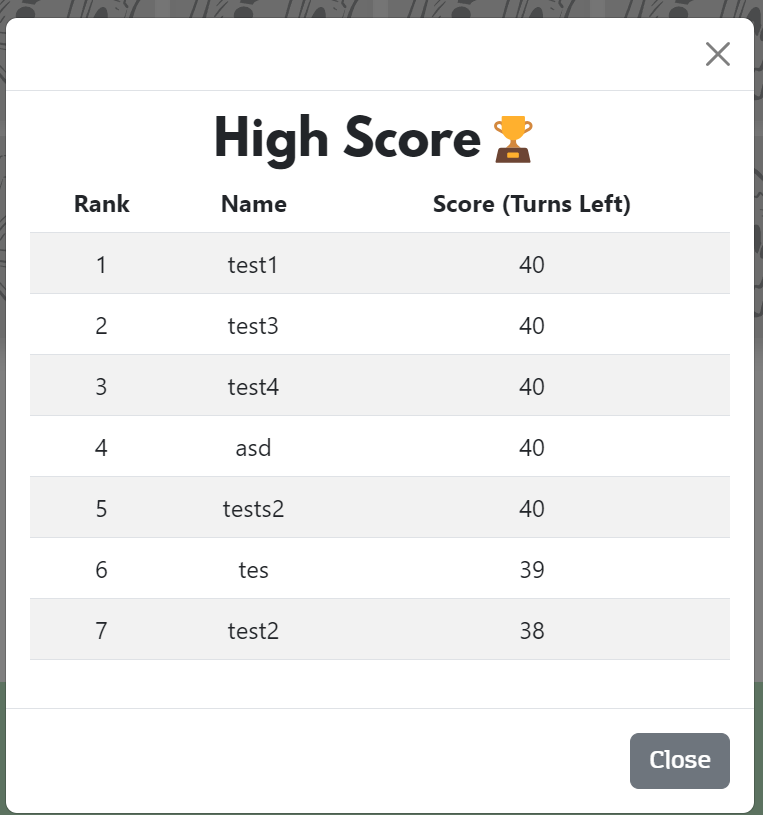 High Score
Rank Name Score (Turns Left)
1 test1 40
2 test3 40
3 test4 40
4 asd 40
5 tests2 40
6 tes 39
7 test2 38
Close